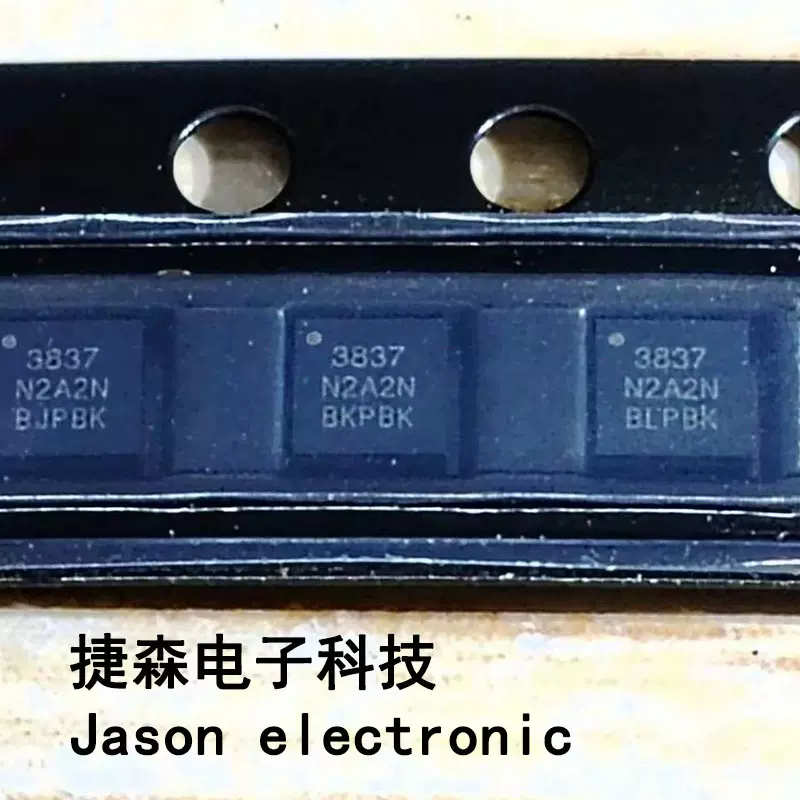 3837
N2A2N
BJPBK
3837
N2A2N
BKPBK
3837
N2A2N
BLPBK
捷森电子科技
Jason electronic